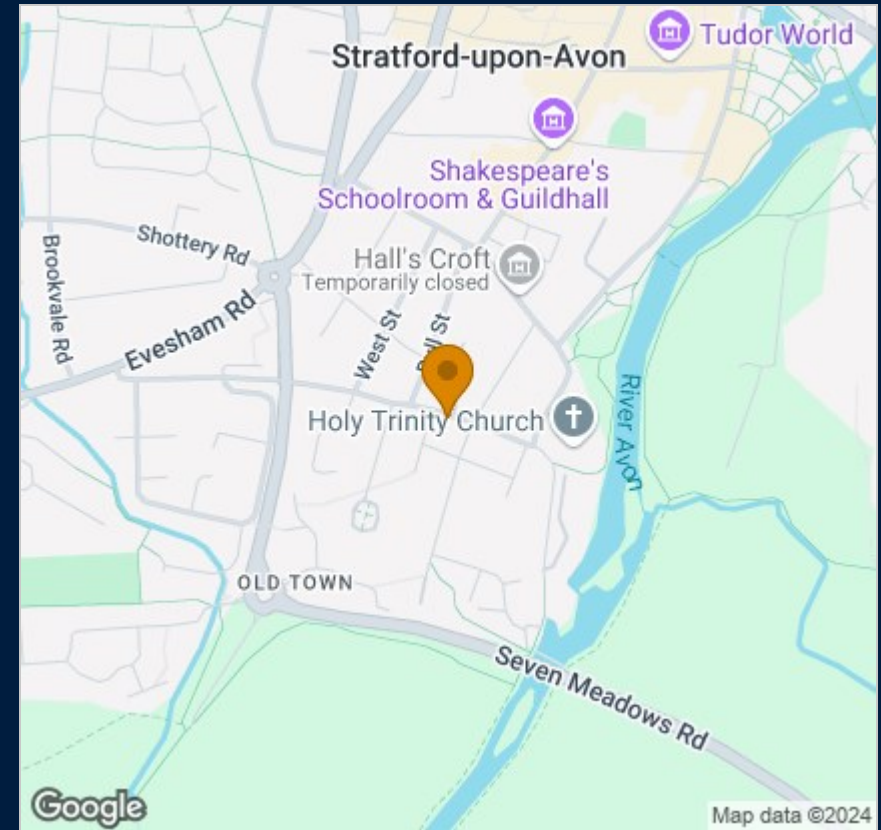 Stratford-upon-Avon
Tudor World
Shakespeare's
Schoolroom & Guildhall
Shottery Rd
Hall's Croft
Temporarily closed
Brookvale Rd
Evesham Rd
West St
St
Holy Trinity Church
River Avon
OLD TOWN
Seven Meadows Rd
Google
Map data ©2024